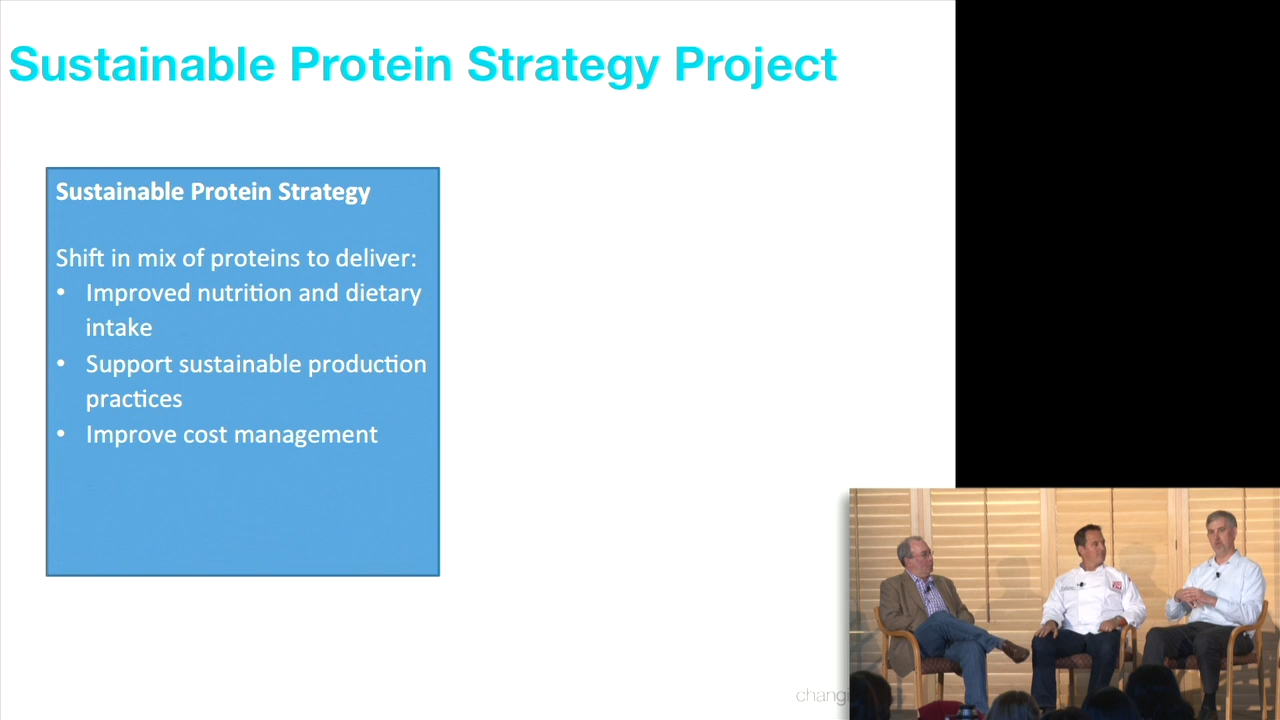 Sustainable Protein Strategy Project
Sustainable Protein Strategy
Shift in mix of proteins to deliver:
• Improved nutrition and dietary
intake
• Support sustainable production
practices
• Improve cost management